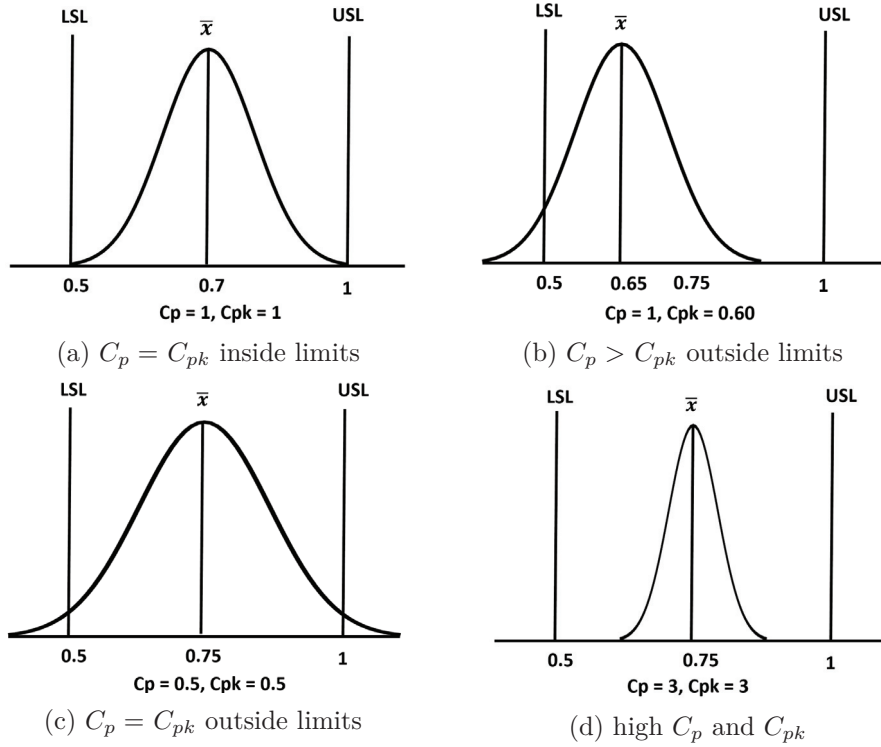 LSL
x̄
USL
0.5
0.7
1
Cp = 1, Cpk = 1
(a) Cp = Cpk inside limits
LSL
x̄
USL
0.5
0.65
0.75
1
Cp = 1, Cpk = 0.60
(b) Cp > Cpk outside limits
LSL
x̄
USL
0.5
0.75
1
Cp = 0.5, Cpk = 0.5
(c) Cp = Cpk outside limits
LSL
x̄
USL
0.5
0.75
1
Cp = 3, Cpk = 3
(d) high Cp and Cpk